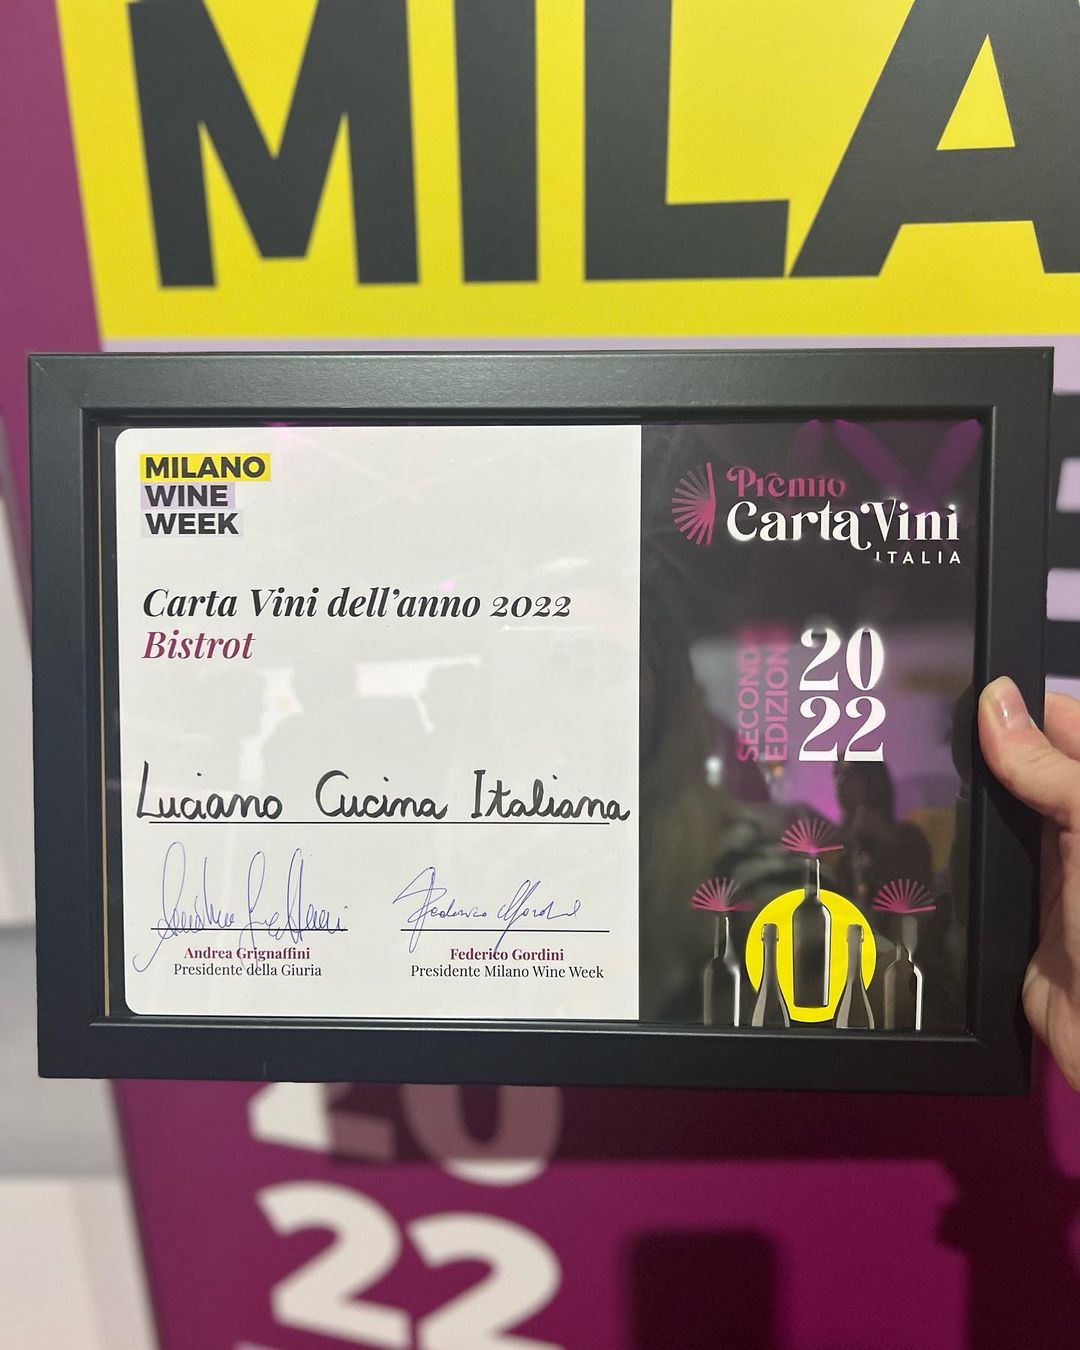 MILA
MILANO
WINE
WEEK
Carta Vini dell'anno 2022
Bistrot
Luciano Cucina Italiana
Andrea Grignaffini
Presidente della Giuria
Federico Gordini
Presidente Milano Wine Week
Premio
CartaVini
ITALIA
SECONDA
EDIZIONE
20
22
20
22